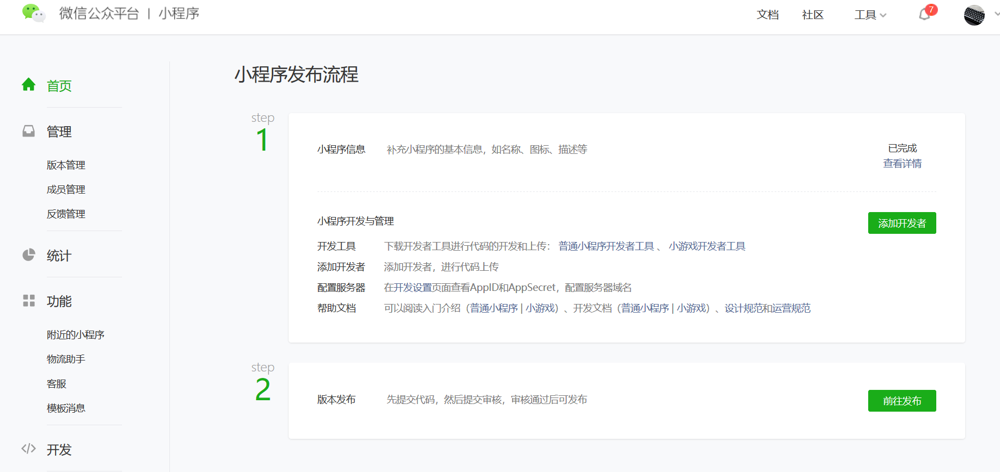 微信公众平台 | 小程序
文档
社区
工具
7
首页
管理
版本管理
成员管理
反馈管理
统计
功能
附近的小程序
物流助手
客服
模板消息
开发
小程序发布流程
step
1
小程序信息 补充小程序的基本信息，如名称、图标、描述等
已完成
查看详情
小程序开发与管理
添加开发者
开发工具 下载开发者工具进行代码的开发和上传： 普通小程序开发者工具 、 小游戏开发者工具
添加开发者 添加开发者，进行代码上传
配置服务器 在开发设置页面查看AppID和AppSecret，配置服务器域名
帮助文档 可以阅读入门介绍（普通小程序 | 小游戏）、开发文档（普通小程序 | 小游戏）、设计规范和运营规范
step
2
版本发布 先提交代码，然后提交审核，审核通过后可发布
前往发布